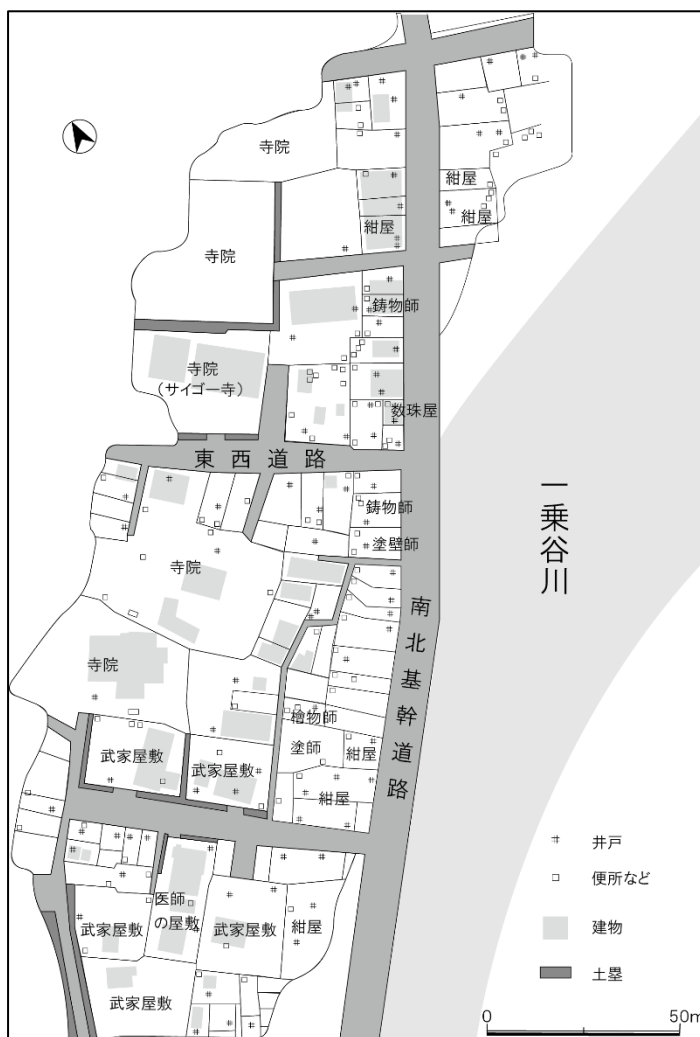 寺院
紺屋
紺屋
紺屋
寺院
鋳物師
寺院
(サイゴー寺)
数珠屋
東西道路
一乗谷川
鋳物師
塗壁師
寺院
南北基幹道路
寺院
檜物師
塗師
紺屋
武家屋敷
武家屋敷
紺屋
井戸
便所など
医師
の屋敷
武家屋敷
武家屋敷
紺屋
建物
武家屋敷
土塁
0
50m